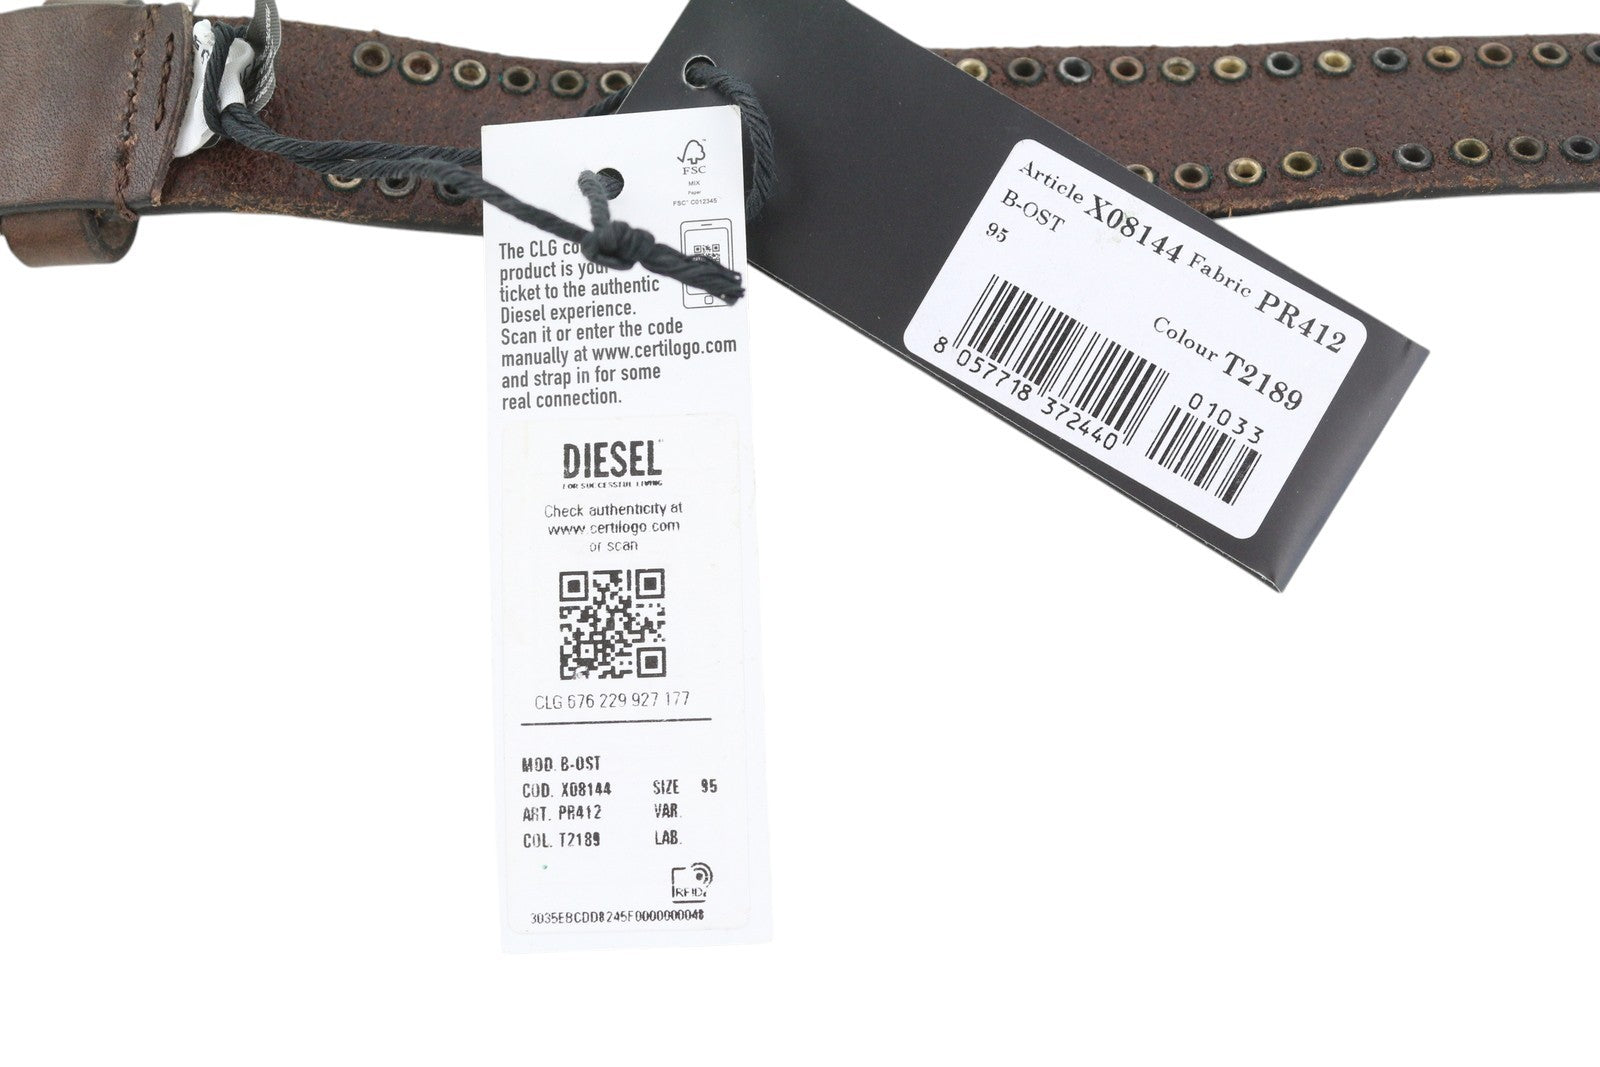 FSC
MIX
Paper
FSC® C012345
The CLG
product is your
ticket to the authentic
Diesel experience.
Scan it or enter the code
manually at www.certilogo.com
and strap in for some
real connection.
DIESEL
FOR SUCCESSFUL LIVING
Check authenticity at
www.certilogo.com
or scan
CLG 676 229 927 177
MOD. B-OST
COD. X08144 SIZE 95
ART. PR412 VAR.
COL. T2189 LAB.
RFID
3035EBCDD8245F0000000048
Article X08144 Fabric PR412
B-OST
95
Colour T2189
8 057718 372440
01033